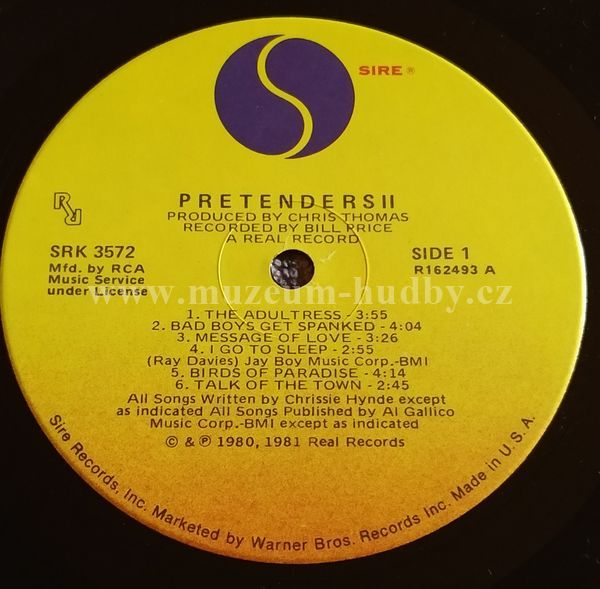 SIRE ®
PRETENDERS II
PRODUCED BY CHRIS THOMAS
RECORDED BY BILL PRICE
A REAL RECORD
SRK 3572
Mfd. by RCA
Music Service
under License
SIDE 1
R162493 A
www.muzeum-hudby.cz
1. THE ADULTRESS - 3:55
2. BAD BOYS GET SPANKED - 4:04
3. MESSAGE OF LOVE - 3:26
4. I GO TO SLEEP - 2:55
(Ray Davies) Jay Boy Music Corp.-BMI
5. BIRDS OF PARADISE - 4:14
6. TALK OF THE TOWN - 2:45
All Songs Written by Chrissie Hynde except
as indicated All Songs Published by Al Gallico
Music Corp.-BMI except as indicated
© & ℗ 1980, 1981 Real Records
Sire Records, Inc. Marketed by Warner Bros. Records Inc. Made in U.S.A.